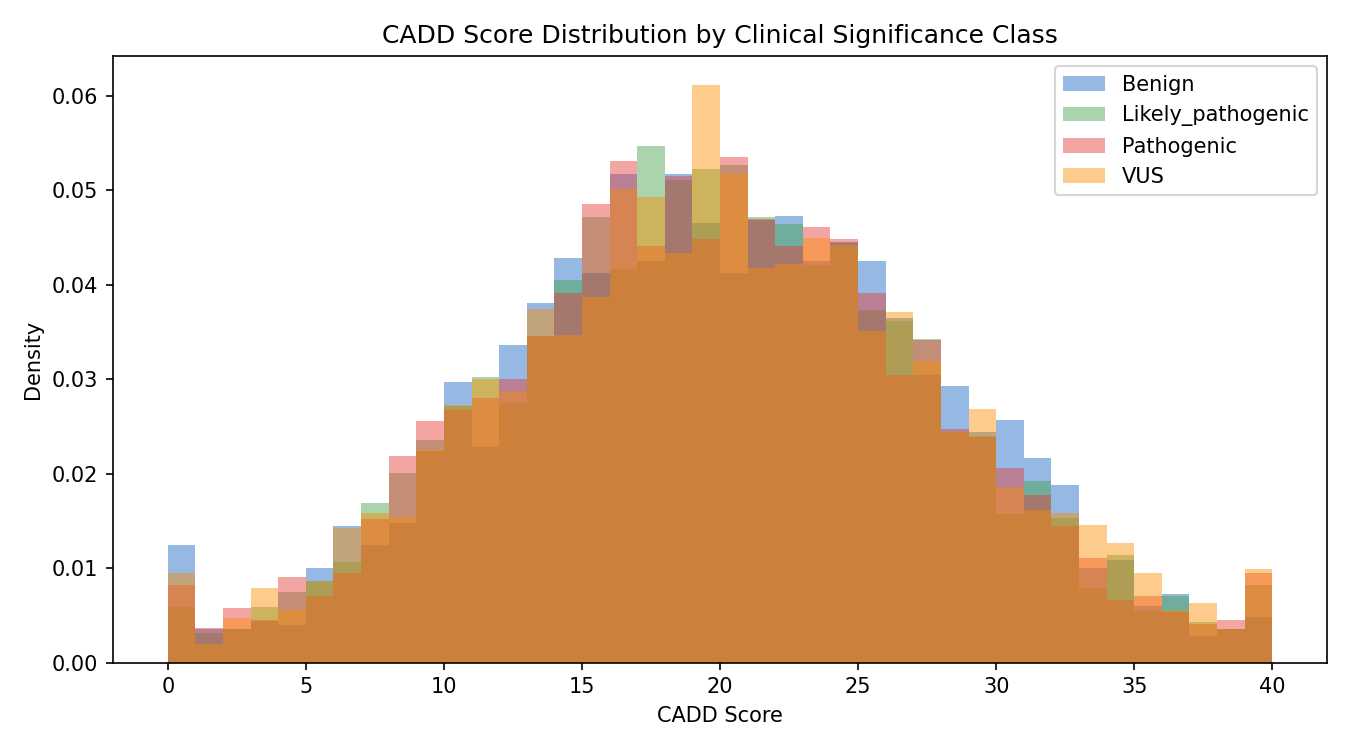 CADD Score Distribution by Clinical Significance Class
Benign
Likely_pathogenic
Pathogenic
VUS
Density
0.06
0.05
0.04
0.03
0.02
0.01
0.00
0 5 10 15 20 25 30 35 40
CADD Score